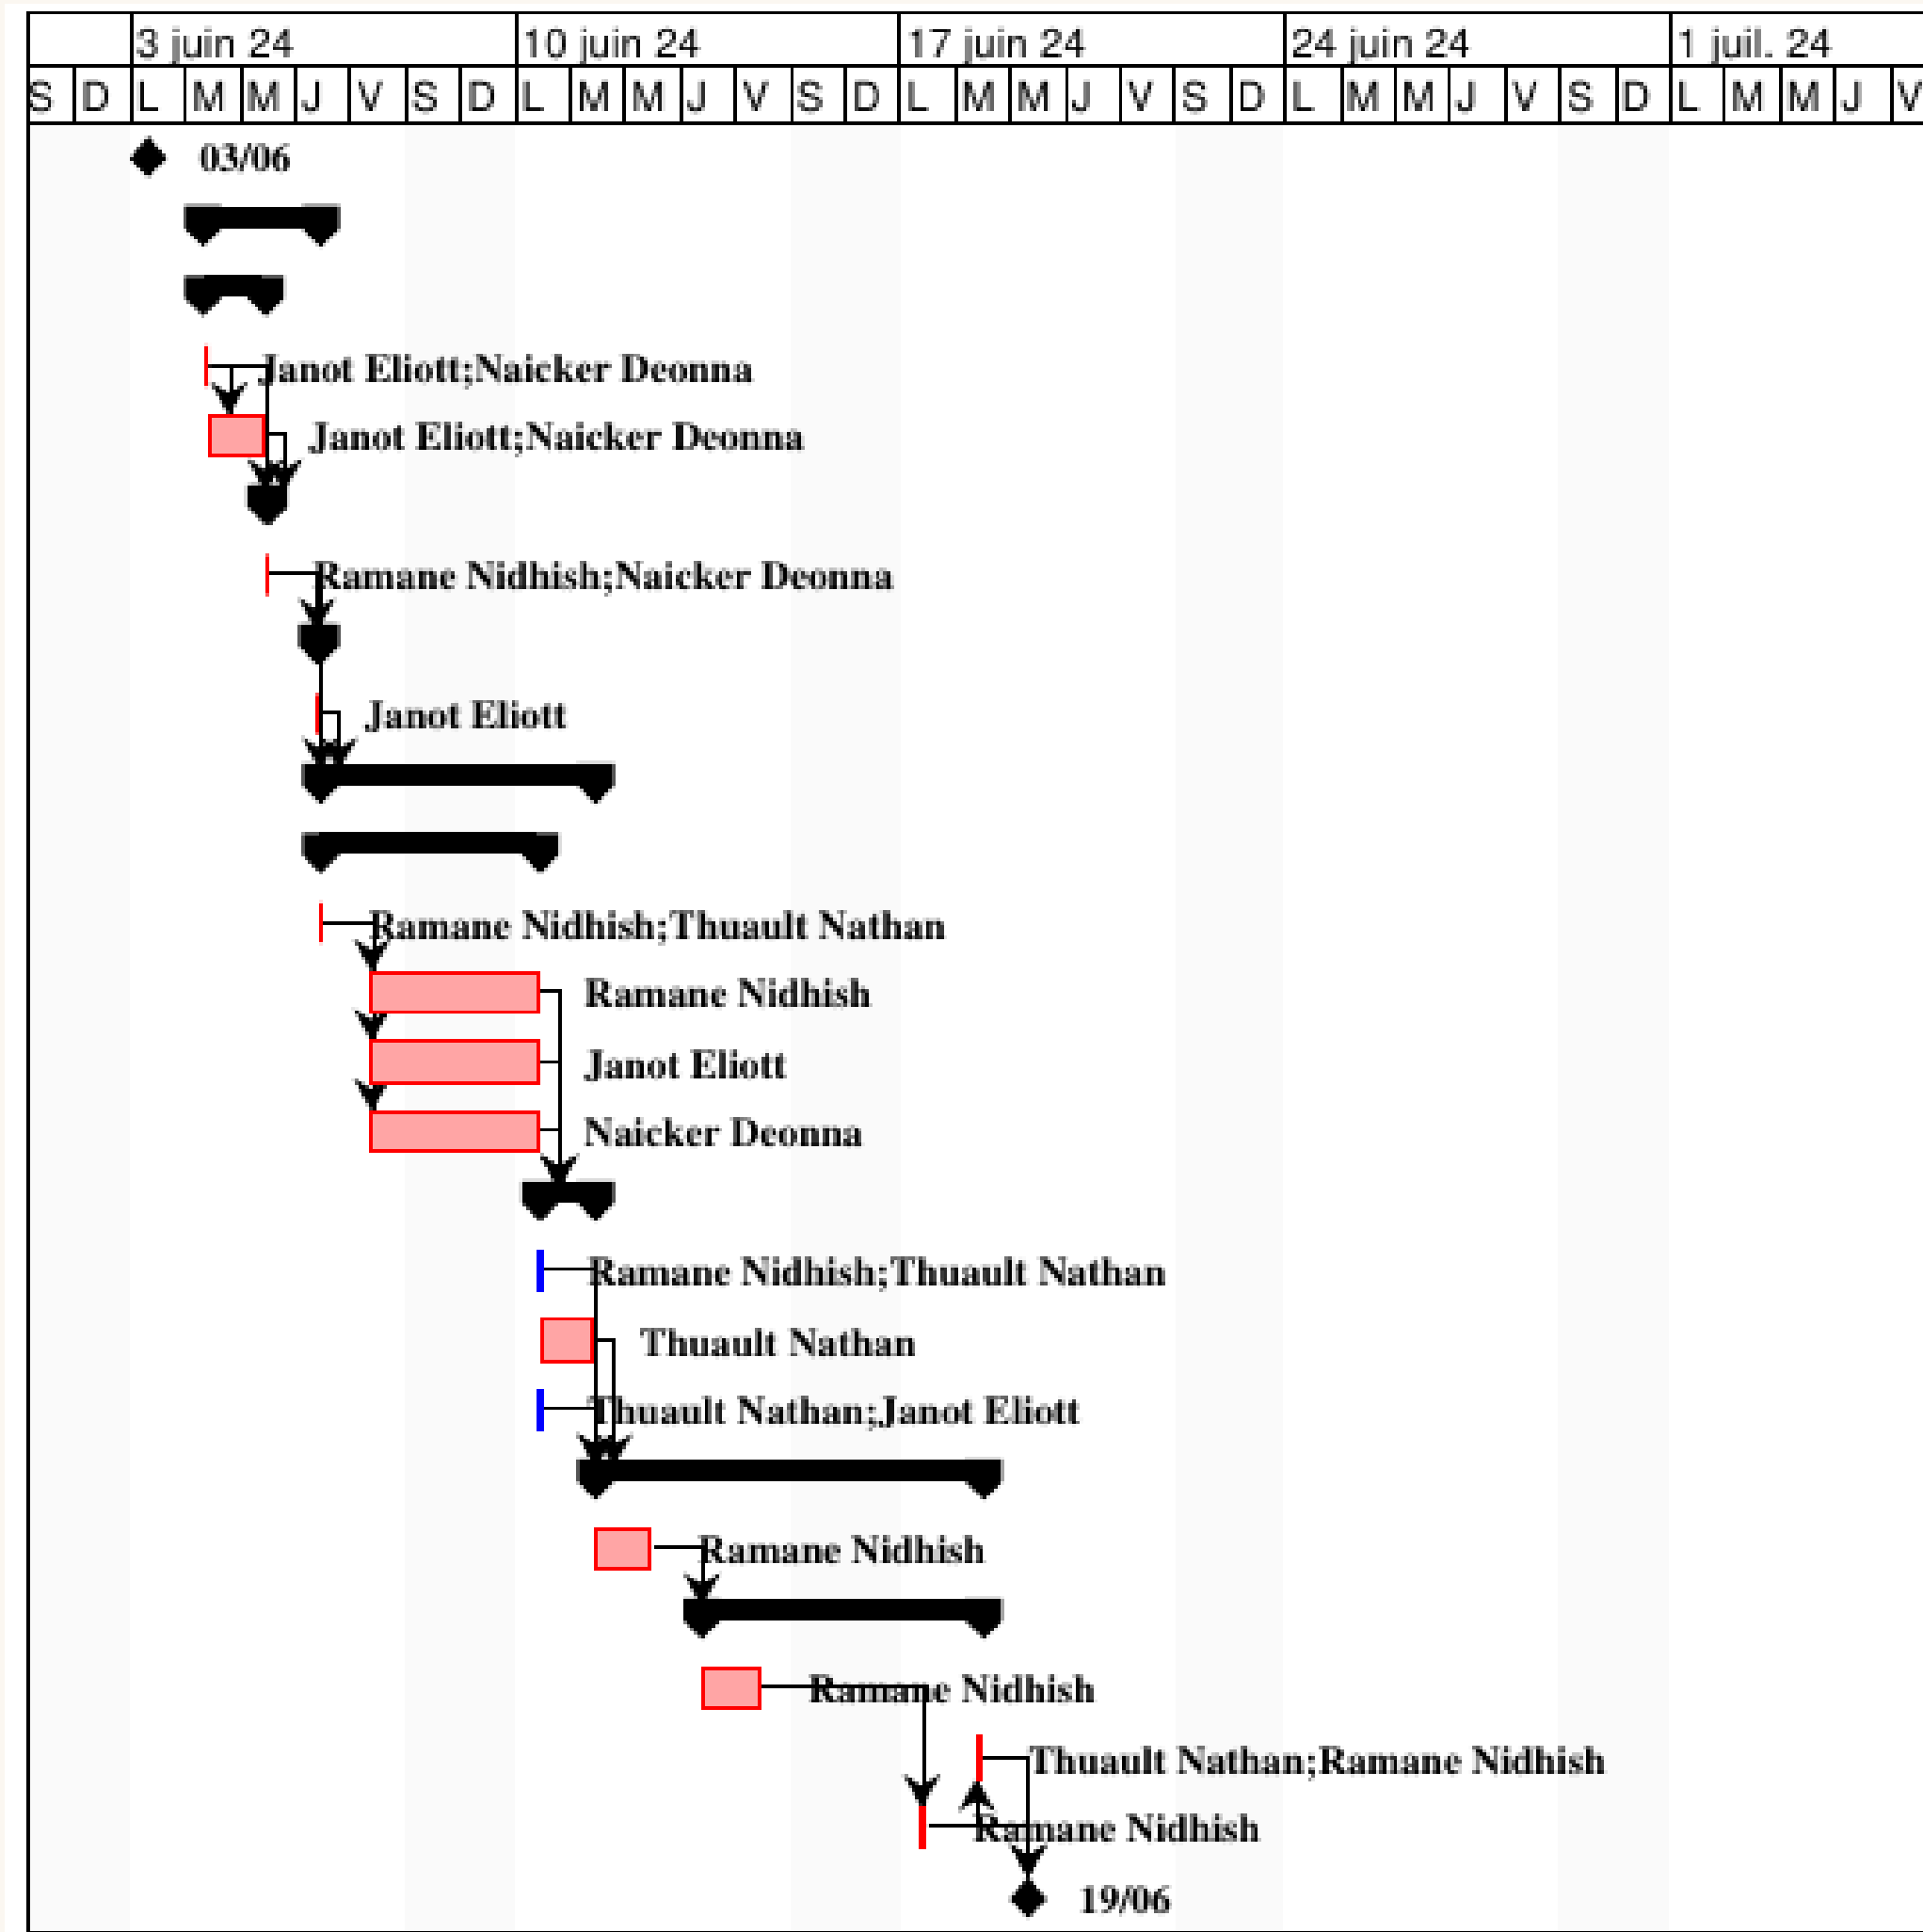 3 juin 24 10 juin 24 17 juin 24 24 juin 24 1 juil. 24
S D L M M J V S D L M M J V S D L M M J V S D L M M J V S D L M M J V
03/06
Janot Eliott;Naicker Deonna
Janot Eliott;Naicker Deonna
Ramane Nidhish;Naicker Deonna
Janot Eliott
Ramane Nidhish;Thuault Nathan
Ramane Nidhish
Janot Eliott
Naicker Deonna
Ramane Nidhish;Thuault Nathan
Thuault Nathan
Thuault Nathan;Janot Eliott
Ramane Nidhish
Ramane Nidhish
Thuault Nathan;Ramane Nidhish
Ramane Nidhish
19/06